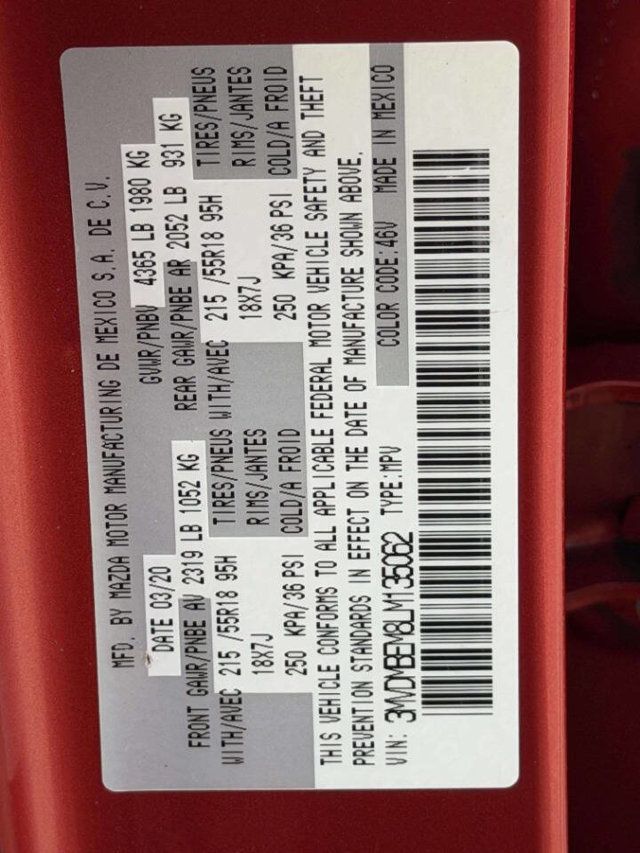 MFD. BY MAZDA MOTOR MANUFACTURING DE MEXICO S.A. DE C.V.
DATE 03/20 GVWR/PNBV 4365 LB 1980 KG
FRONT GAWR/PNBE AV 2319 LB 1052 KG REAR GAWR/PNBE AR 2052 LB 931 KG
WITH/AVEC 215 /55R18 95H TIRES/PNEUS WITH/AVEC 215 /55R18 95H TIRES/PNEUS
18X7J RIMS/JANTES 18X7J RIMS/JANTES
250 KPA/36 PSI COLD/A FROID 250 KPA/36 PSI COLD/A FROID
THIS VEHICLE CONFORMS TO ALL APPLICABLE FEDERAL MOTOR VEHICLE SAFETY AND THEFT
PREVENTION STANDARDS IN EFFECT ON THE DATE OF MANUFACTURE SHOWN ABOVE.
VIN: 3MVDMBEM8LM135062 TYPE:MPV COLOR CODE:46V MADE IN MEXICO